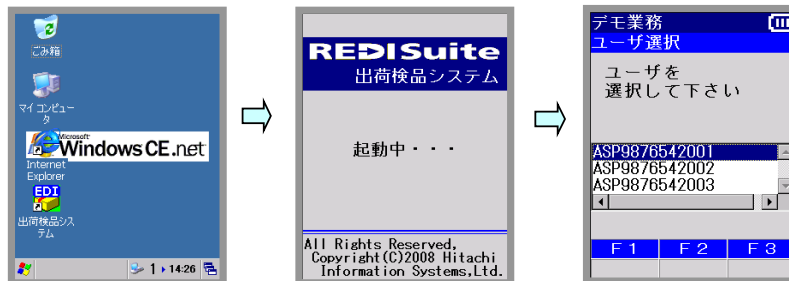 ごみ箱
マイ コンピュー
タ
Microsoft
Windows CE .net
Internet
Explorer
EDI
出荷検品シス
テム
1 14:26
REDISuite
出荷検品システム
起動中・・・
All Rights Reserved,
Copyright(C)2008 Hitachi
Information Systems,Ltd.
デモ業務
ユーザ選択
ユーザを
選択して下さい
ASP9876542001
ASP9876542002
ASP9876542003
F1 F2 F3